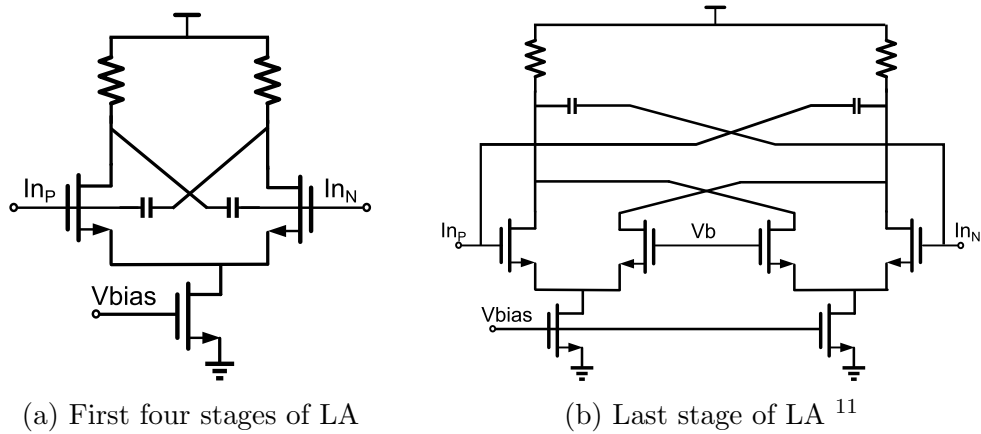 In_P
In_N
Vbias
(a) First four stages of LA
In_P
Vb
In_N
Vbias
(b) Last stage of LA ¹¹